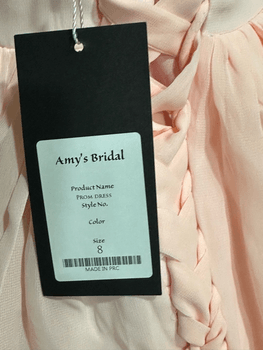 Amy's Bridal
Product Name
PROM DRESS
Style No.
Color
Size
8
MADE IN PRC